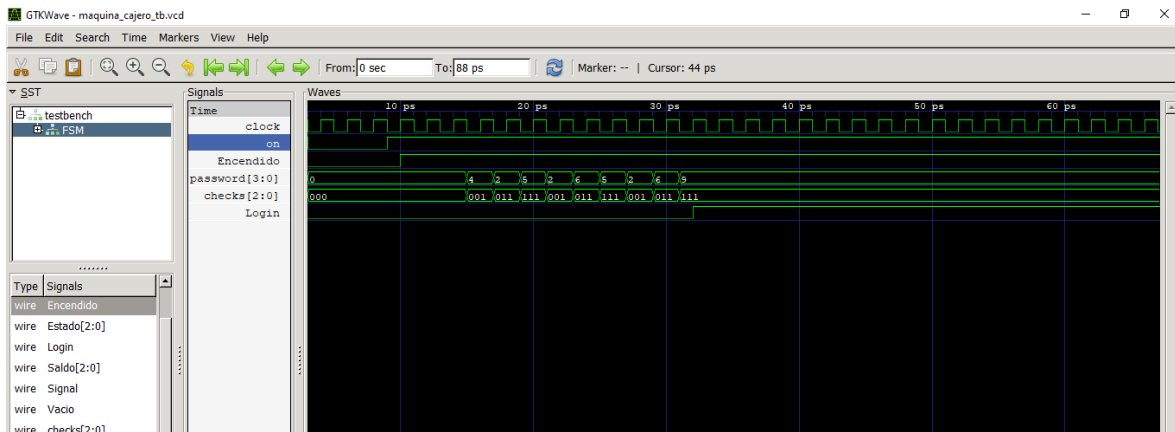 GTKWave - maquina_cajero_tb.vcd
File Edit Search Time Markers View Help
From: 0 sec To: 88 ps Marker: -- | Cursor: 44 ps
SST
testbench
FSM
Type Signals
wire Encendido
wire Estado[2:0]
wire Login
wire Saldo[2:0]
wire Signal
wire Vacio
wire checks[2:0]
Signals
Time
clock
on
Encendido
password[3:0]
checks[2:0]
Login
Waves
10 ps 20 ps 30 ps 40 ps 50 ps 60 ps
0 4 2 5 2 6 5 2 6 9
000 001 011 111 001 011 111 001 011 111